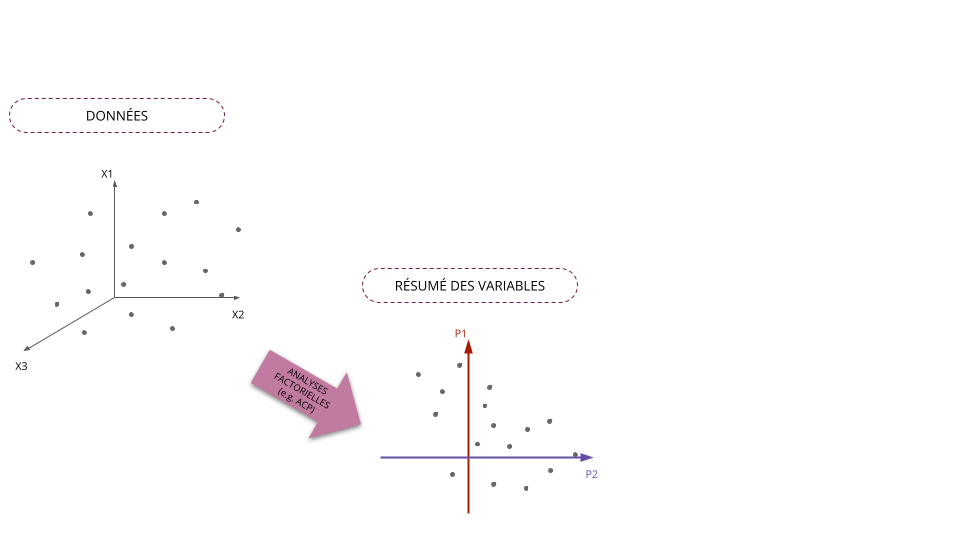 DONNÉES
X1
X2
X3
ANALYSES
FACTORIELLES
(e.g. ACP)
RÉSUMÉ DES VARIABLES
P1
P2